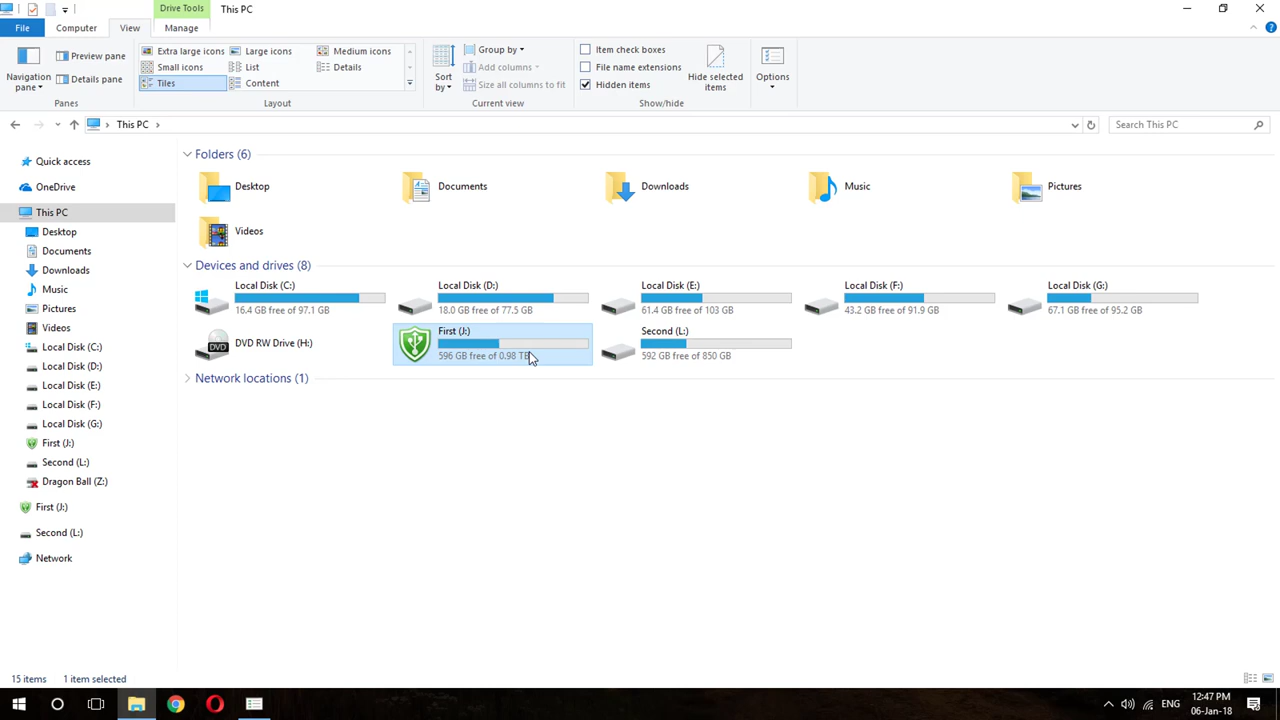 Drive Tools This PC
File Computer View Manage
Navigation pane
Preview pane
Details pane
Panes
Extra large icons Large icons Medium icons
Small icons List Details
Tiles Content
Layout
Sort by
Group by
Add columns
Size all columns to fit
Current view
Item check boxes
File name extensions
Hidden items
Hide selected items
Show/hide
Options
This PC
Search This PC
Quick access
OneDrive
This PC
Desktop
Documents
Downloads
Music
Pictures
Videos
Local Disk (C:)
Local Disk (D:)
Local Disk (E:)
Local Disk (F:)
Local Disk (G:)
First (J:)
Second (L:)
Dragon Ball (Z:)
First (J:)
Second (L:)
Network
Folders (6)
Desktop Documents Downloads Music Pictures
Videos
Devices and drives (8)
Local Disk (C:)
16.4 GB free of 97.1 GB
Local Disk (D:)
18.0 GB free of 77.5 GB
Local Disk (E:)
61.4 GB free of 103 GB
Local Disk (F:)
43.2 GB free of 91.9 GB
Local Disk (G:)
67.1 GB free of 95.2 GB
DVD
DVD RW Drive (H:)
First (J:)
596 GB free of 0.98 TB
Second (L:)
592 GB free of 850 GB
Network locations (1)
15 items 1 item selected
ENG
12:47 PM
06-Jan-18